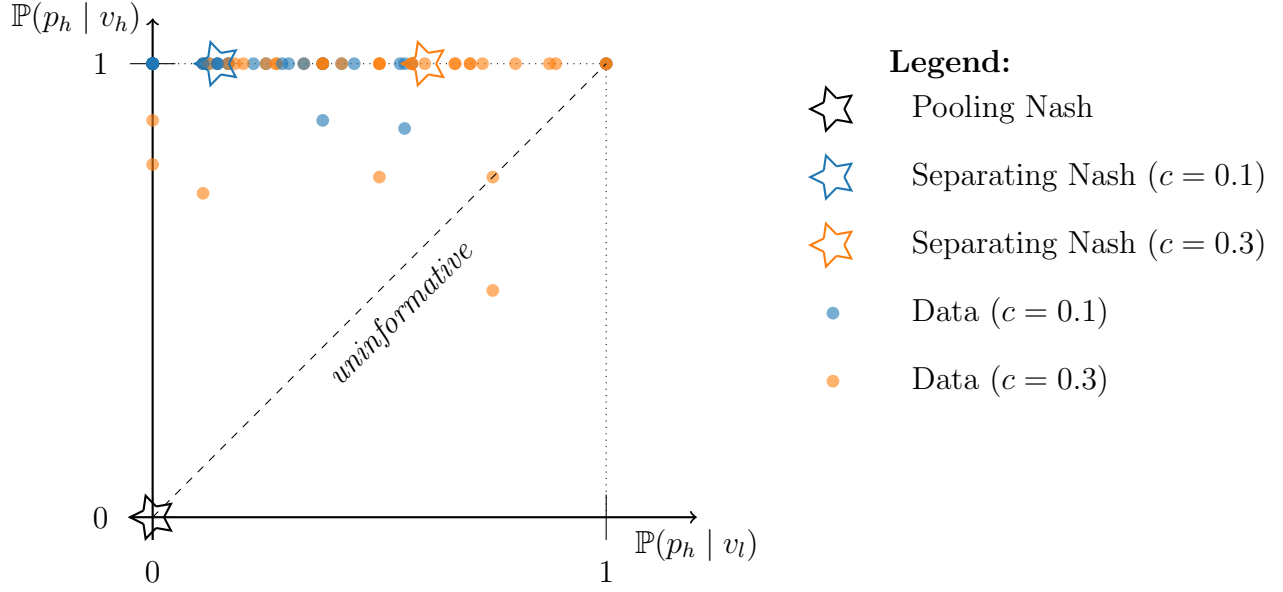 ℙ(p_h | v_h)
1
uninformative
0
ℙ(p_h | v_l)
0
1
Legend:
Pooling Nash
Separating Nash (c = 0.1)
Separating Nash (c = 0.3)
Data (c = 0.1)
Data (c = 0.3)